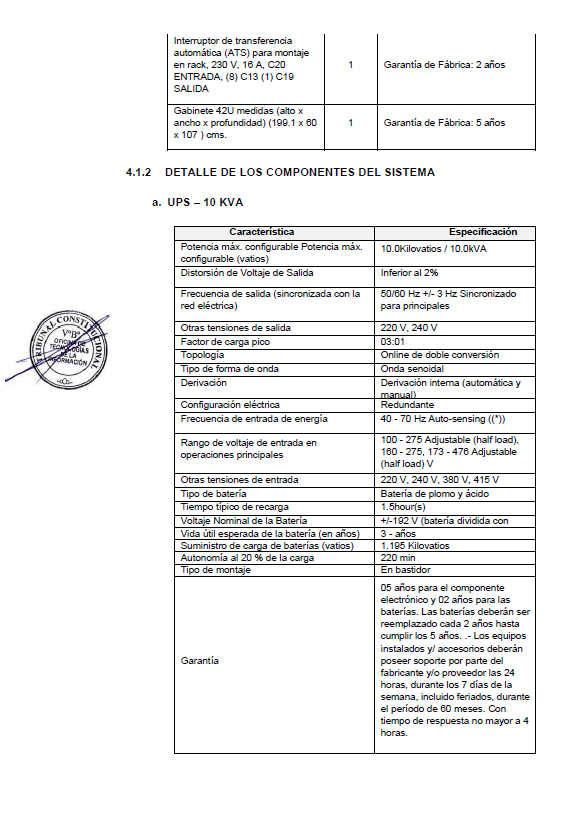 Interruptor de transferencia
automática (ATS) para montaje
en rack, 230 V, 16 A, C20
ENTRADA, (8) C13 (1) C19
SALIDA
1
Garantía de Fábrica: 2 años
Gabinete 42U medidas (alto x
ancho x profundidad) (199.1 x 60
x 107 ) cms.
1
Garantía de Fábrica: 5 años
4.1.2 DETALLE DE LOS COMPONENTES DEL SISTEMA
a. UPS – 10 KVA
Característica
Especificación
Potencia máx. configurable Potencia máx.
configurable (vatios)
10.0Kilovatios / 10.0kVA
Distorsión de Voltaje de Salida
Inferior al 2%
Frecuencia de salida (sincronizada con la
red eléctrica)
50/60 Hz +/- 3 Hz Sincronizado
para principales
Otras tensiones de salida
220 V, 240 V
Factor de carga pico
03:01
Topología
Online de doble conversión
Tipo de forma de onda
Onda senoidal
Derivación
Derivación interna (automática y
manual)
Configuración eléctrica
Redundante
Frecuencia de entrada de energía
40 - 70 Hz Auto-sensing ((*))
Rango de voltaje de entrada en
operaciones principales
100 - 275 Adjustable (half load),
160 - 275, 173 - 476 Adjustable
(half load) V
Otras tensiones de entrada
220 V, 240 V, 380 V, 415 V
Tipo de batería
Batería de plomo y ácido
Tiempo típico de recarga
1.5hour(s)
Voltaje Nominal de la Batería
+/-192 V (batería dividida con
Vida útil esperada de la batería (en años)
3 - años
Suministro de carga de baterías (vatios)
1.195 Kilovatios
Autonomía al 20 % de la carga
220 min
Tipo de montaje
En bastidor
Garantía
05 años para el componente
electrónico y 02 años para las
baterías. Las baterías deberán ser
reemplazado cada 2 años hasta
cumplir los 5 años. .- Los equipos
instalados y/ accesorios deberán
poseer soporte por parte del
fabricante y/o proveedor las 24
horas, durante los 7 días de la
semana, incluido feriados, durante
el período de 60 meses. Con
tiempo de respuesta no mayor a 4
horas.
TRIBUNAL CONSTITUCIONAL
VºBº
OFICINA DE
TECNOLOGÍAS
DE LA
INFORMACIÓN